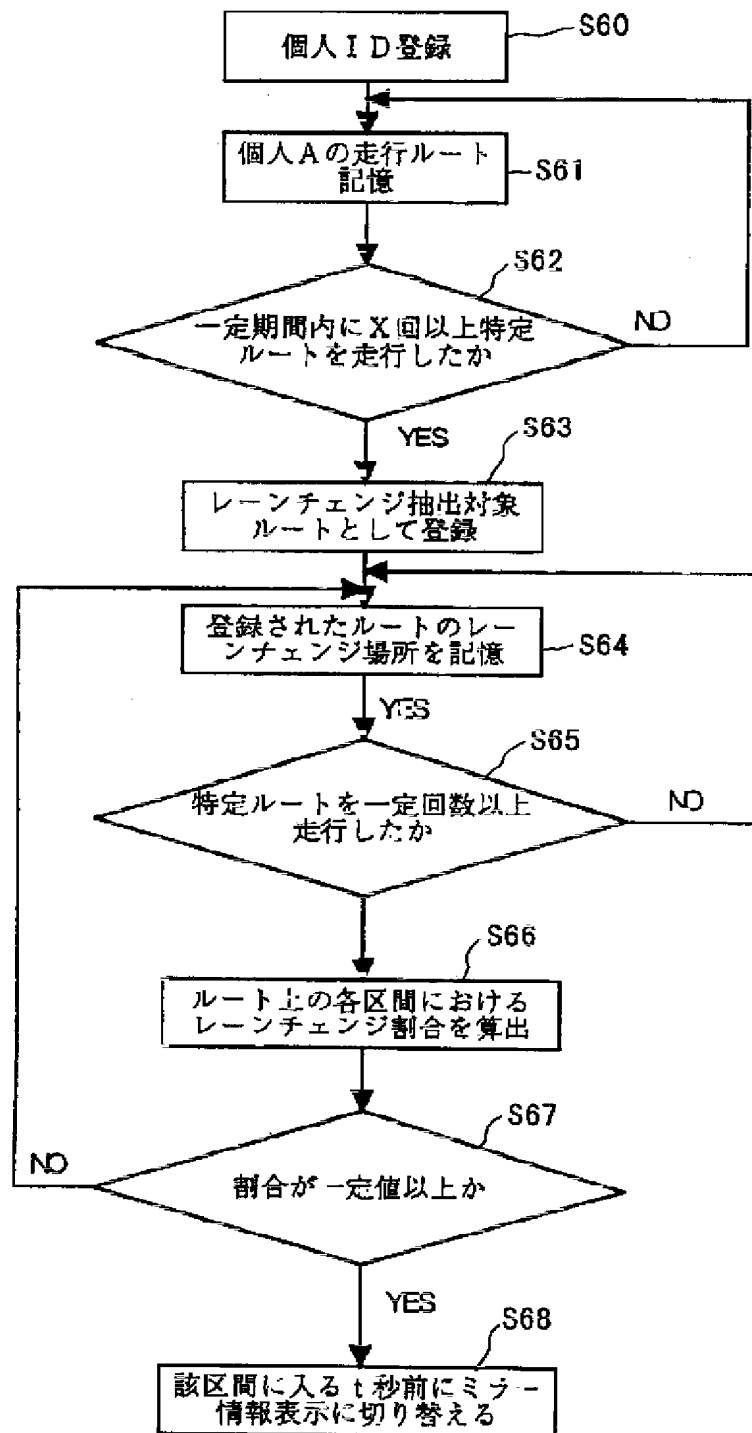 S60
個人ID登録
個人Aの走行ルート
記憶
S61
S62
一定期間内にX回以上特定
ルートを走行したか
NO
YES
S63
レーンチェンジ抽出対象
ルートとして登録
登録されたルートのレー
ンチェンジ場所を記憶
S64
YES
S65
特定ルートを一定回数以上
走行したか
NO
S66
ルート上の各区間における
レーンチェンジ割合を算出
S67
NO
割合が一定値以上か
YES
S68
該区間に入るt秒前にミラー
情報表示に切り替える